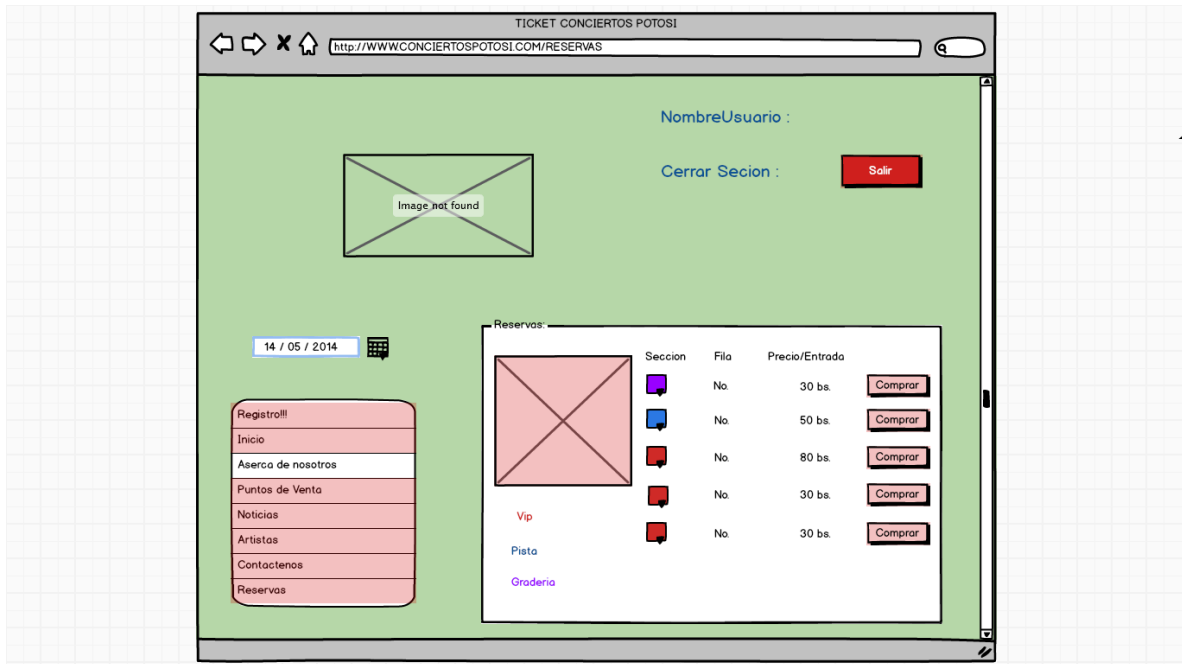 TICKET CONCIERTOS POTOSI
http://WWW.CONCIERTOSPOTOSI.COM/RESERVAS
NombreUsuario :
Cerrar Secion :
Salir
Image not found
14 / 05 / 2014
Registro!!!
Inicio
Aserca de nosotros
Puntos de Venta
Noticias
Artistas
Contactenos
Reservas
Reservas:
Seccion Fila Precio/Entrada
No. 30 bs. Comprar
No. 50 bs. Comprar
No. 80 bs. Comprar
No. 30 bs. Comprar
No. 30 bs. Comprar
Vip
Pista
Graderia